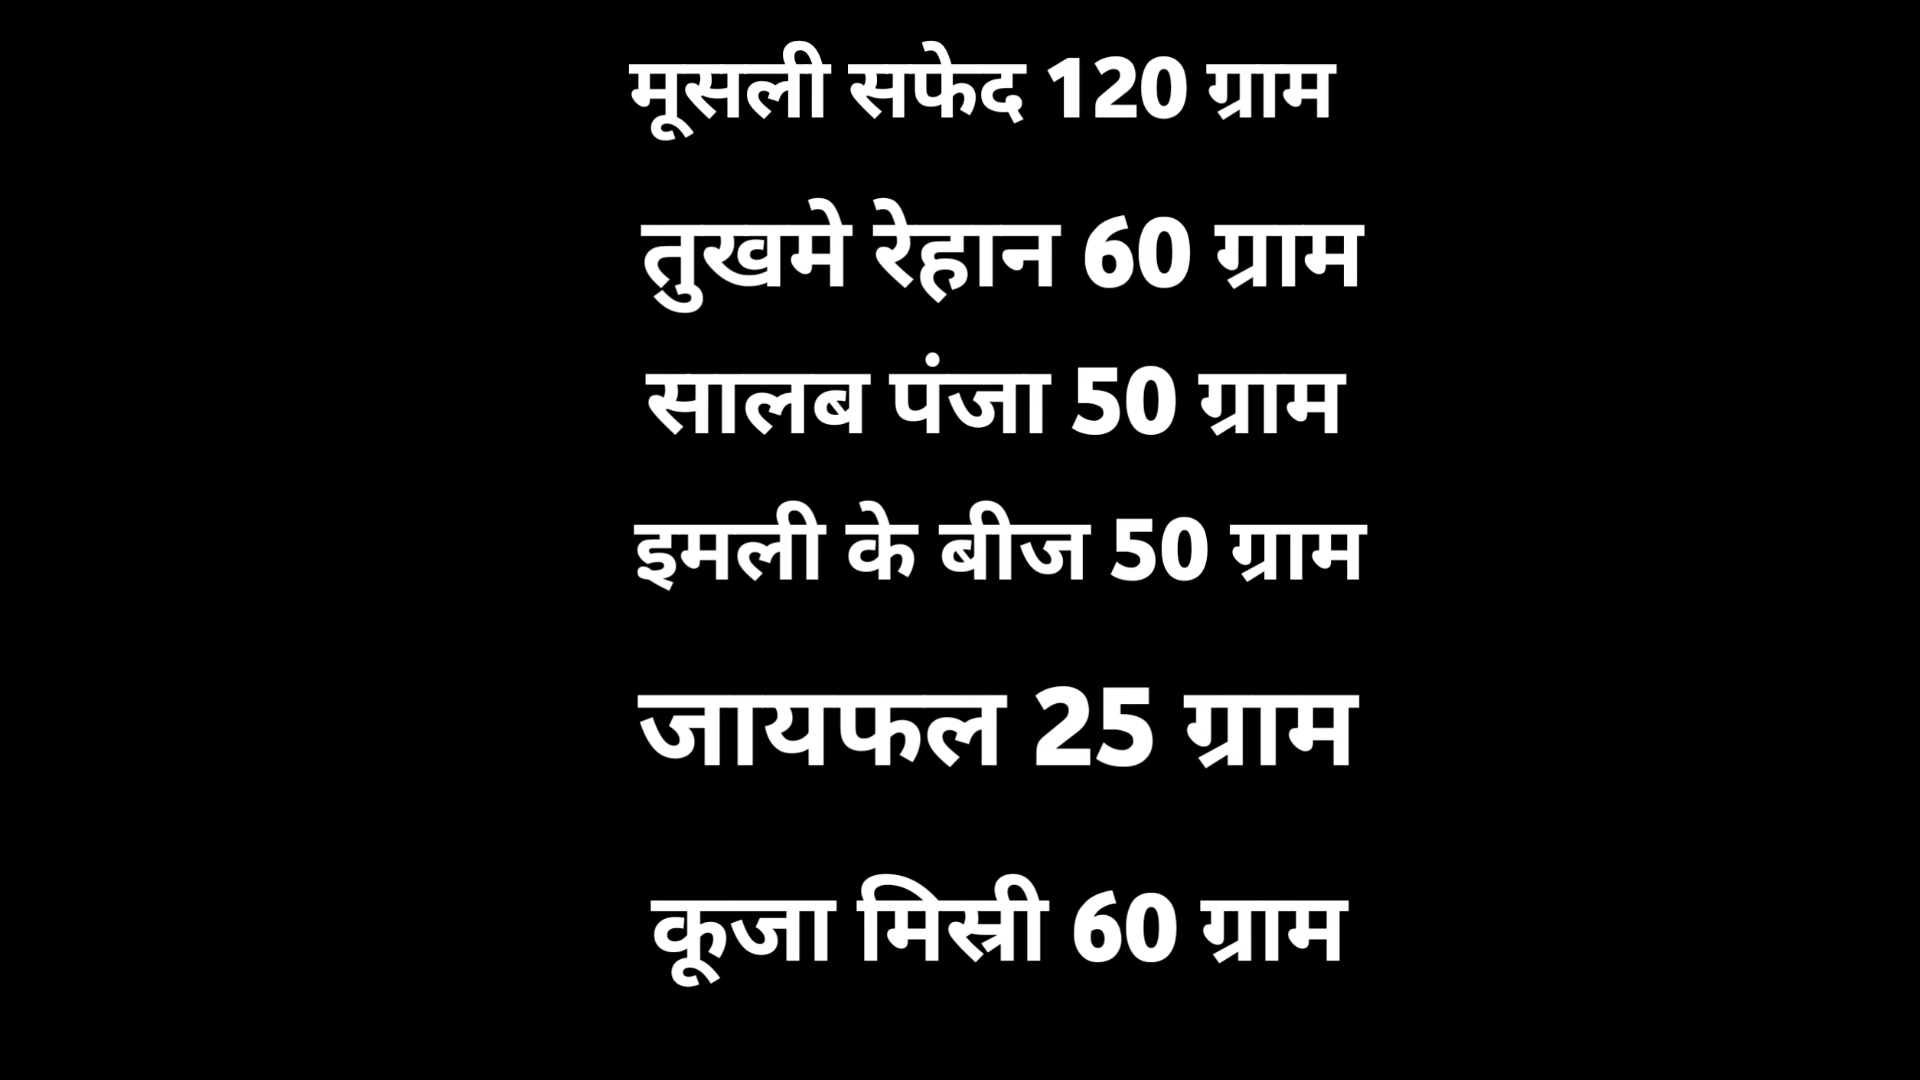 मूसली सफेद 120 ग्राम
तुखमे रेहान 60 ग्राम
सालब पंजा 50 ग्राम
इमली के बीज 50 ग्राम
जायफल 25 ग्राम
कूजा मिस्री 60 ग्राम